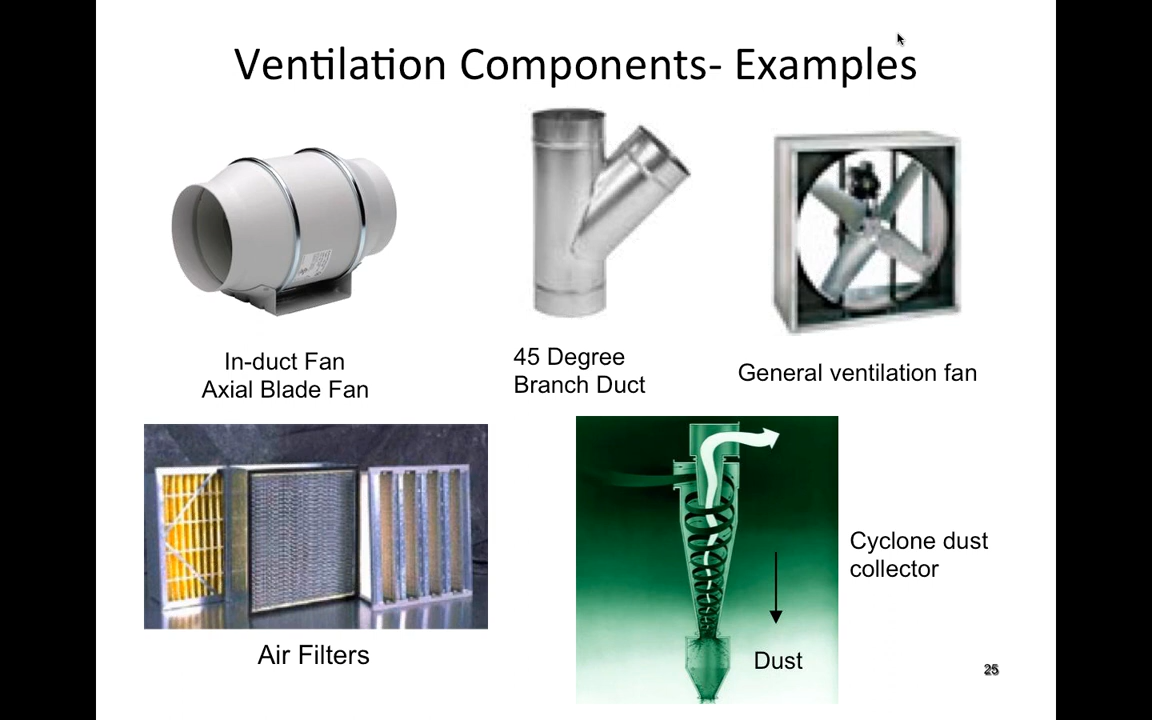 Ventilation Components- Examples
In-duct Fan
Axial Blade Fan
45 Degree
Branch Duct
General ventilation fan
Air Filters
Cyclone dust
collector
Dust
25